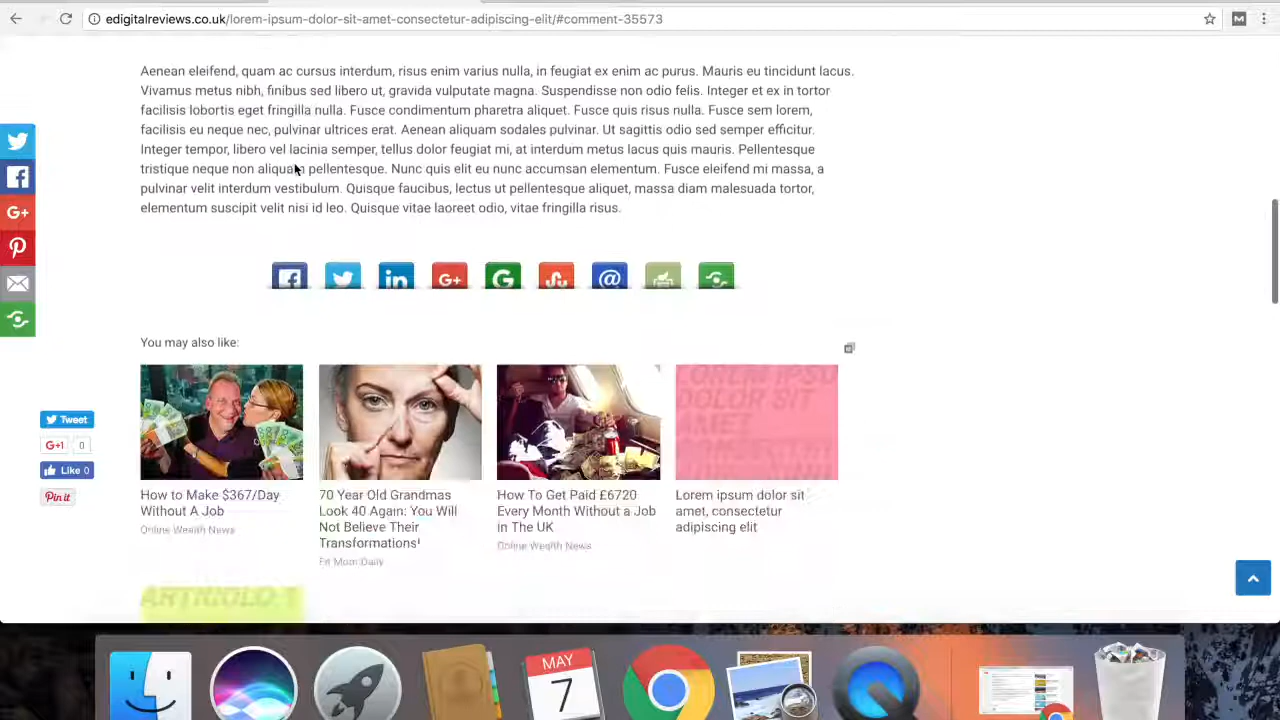 edigitalreviews.co.uk/lorem-ipsum-dolor-sit-amet-consectetur-adipiscing-elit/#comment-35573
M
Aenean eleifend, quam ac cursus interdum, risus enim varius nulla, in feugiat ex enim ac purus. Mauris eu tincidunt lacus.
Vivamus metus nibh, finibus sed libero ut, gravida vulputate magna. Suspendisse non odio felis. Integer et ex in tortor
facilisis lobortis eget fringilla nulla. Fusce condimentum pharetra aliquet. Fusce quis risus nulla. Fusce sem lorem,
facilisis eu neque nec, pulvinar ultrices erat. Aenean aliquam sodales pulvinar. Ut sagittis odio sed semper efficitur.
Integer tempor, libero vel lacinia semper, tellus dolor feugiat mi, at interdum metus lacus quis mauris. Pellentesque
tristique neque non aliquam pellentesque. Nunc quis elit eu nunc accumsan elementum. Fusce eleifend mi massa, a
pulvinar velit interdum vestibulum. Quisque faucibus, lectus ut pellentesque aliquet, massa diam malesuada tortor,
elementum suscipit velit nisi id leo. Quisque vitae laoreet odio, vitae fringilla risus.
G+
in G+ G @
You may also like:
LOREM IPSU
DOLOR SIT
AMET
Tweet
G+1 0
Like 0
Pin it
How to Make $367/Day
Without A Job
Online Wealth News
70 Year Old Grandmas
Look 40 Again: You Will
Not Believe Their
Transformations!
Fit Mom Daily
How To Get Paid £6720
Every Month Without a Job
in The UK
Online Wealth News
Lorem ipsum dolor sit
amet, consectetur
adipiscing elit
ARTICOLO 1
MAY
7